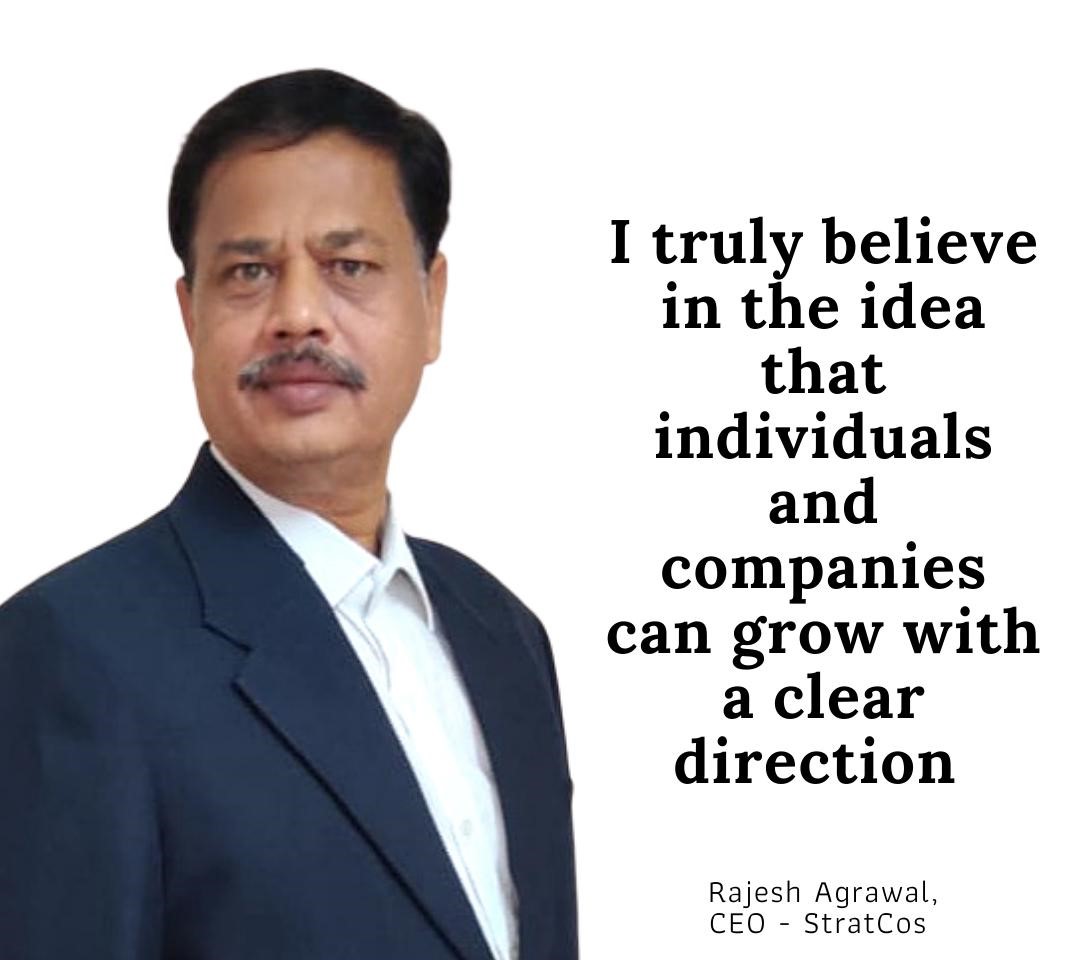 I truly believe
in the idea
that
individuals
and
companies
can grow with
a clear
direction
Rajesh Agrawal,
CEO - StratCos